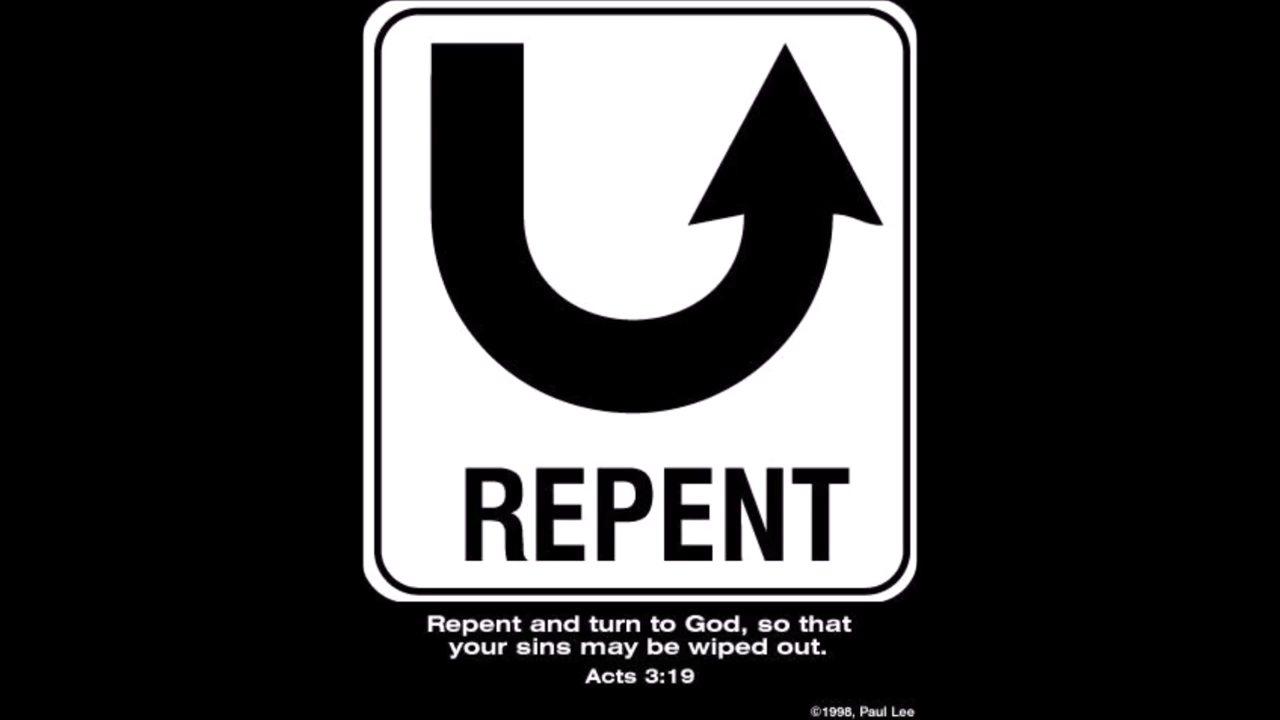 REPENT
Repent and turn to God, so that
your sins may be wiped out.
Acts 3:19
©1998, Paul Lee